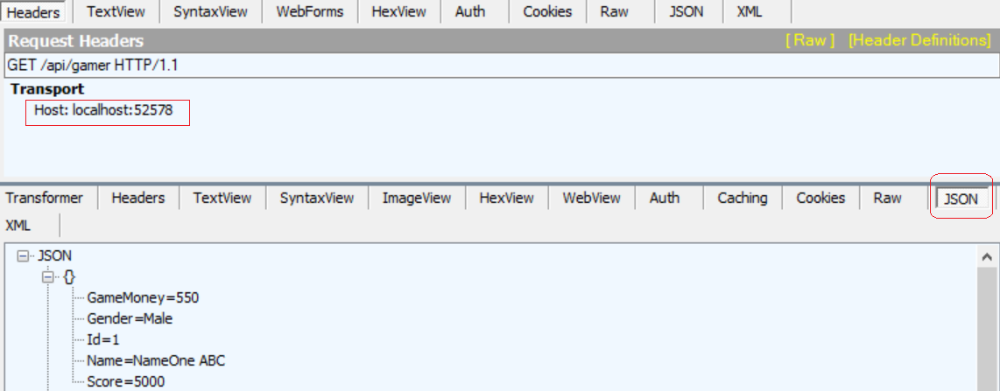 Headers TextView SyntaxView WebForms HexView Auth Cookies Raw JSON XML
Request Headers [ Raw ] [Header Definitions]
GET /api/gamer HTTP/1.1
Transport
Host: localhost:52578
Transformer Headers TextView SyntaxView ImageView HexView WebView Auth Caching Cookies Raw JSON
XML
JSON
{}
GameMoney=550
Gender=Male
Id=1
Name=NameOne ABC
Score=5000